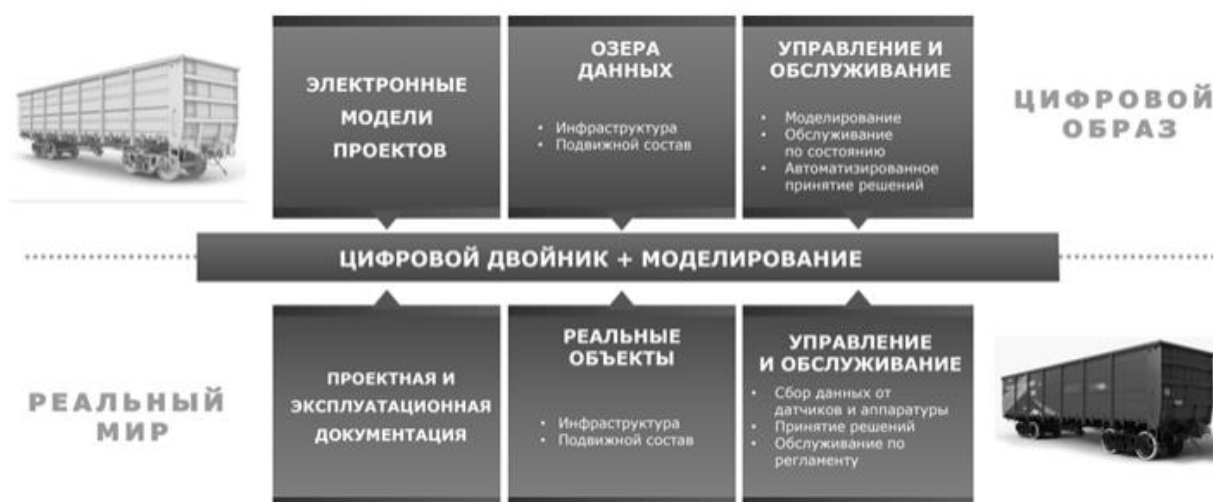 ЭЛЕКТРОННЫЕ
МОДЕЛИ
ПРОЕКТОВ
ОЗЕРА
ДАННЫХ
• Инфраструктура
• Подвижной состав
УПРАВЛЕНИЕ И
ОБСЛУЖИВАНИЕ
• Моделирование
• Обслуживание
по состоянию
• Автоматизированное
принятие решений
ЦИФРОВОЙ
ОБРАЗ
ЦИФРОВОЙ ДВОЙНИК + МОДЕЛИРОВАНИЕ
РЕАЛЬНЫЙ
МИР
ПРОЕКТНАЯ И
ЭКСПЛУАТАЦИОННАЯ
ДОКУМЕНТАЦИЯ
РЕАЛЬНЫЕ
ОБЪЕКТЫ
• Инфраструктура
• Подвижной состав
УПРАВЛЕНИЕ
И ОБСЛУЖИВАНИЕ
• Сбор данных от
датчиков и аппаратуры
• Принятие решений
• Обслуживание по
регламенту